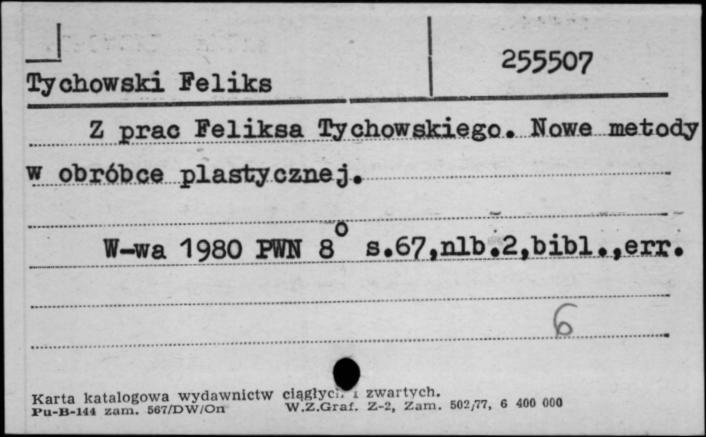 255507
Tychowski Feliks
Z prac Feliksa Tychowskiego. Nowe metody
w obróbce plastycznej.
W-wa 1980 PWN 8° s.67,nlb.2,bibl.,err.
6
Karta katalogowa wydawnictw ciągłych i zwartych.
Pu-B-144 zam. 567/DW/On W.Z.Graf. Z-2, Zam. 502/77, 6 400 000